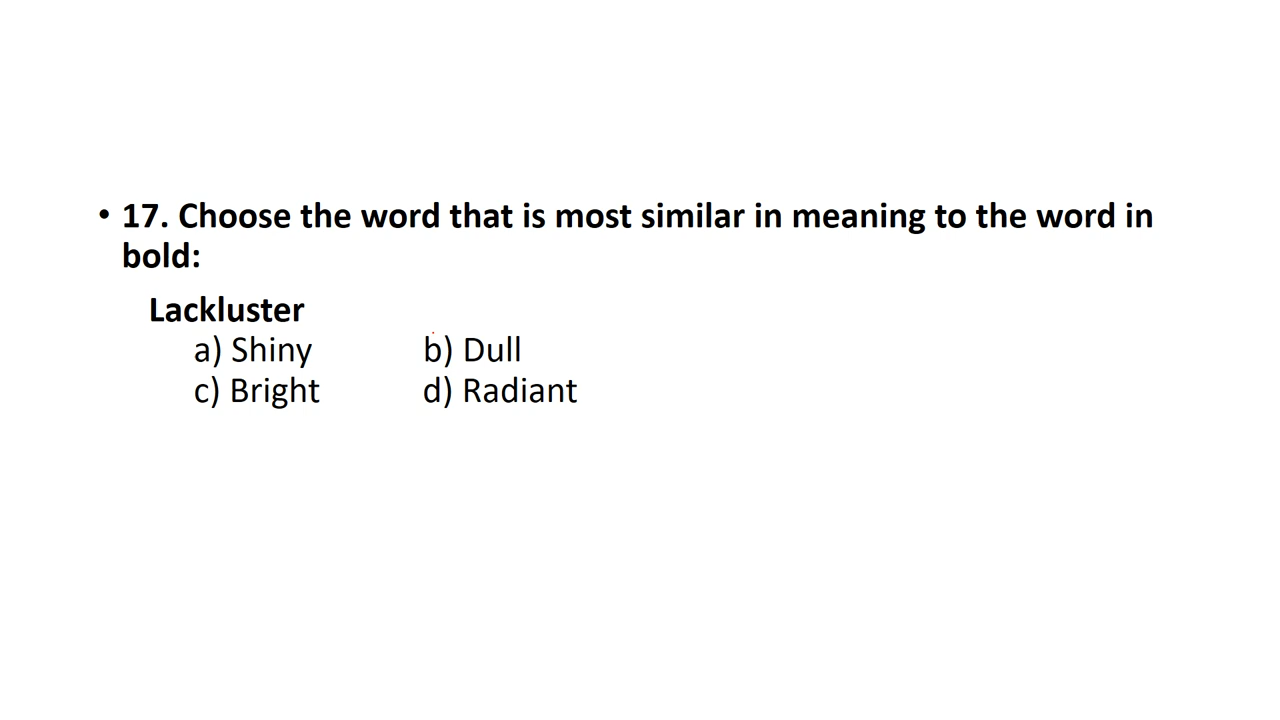 • 17. Choose the word that is most similar in meaning to the word in
bold:
Lackluster
a) Shiny b) Dull
c) Bright d) Radiant